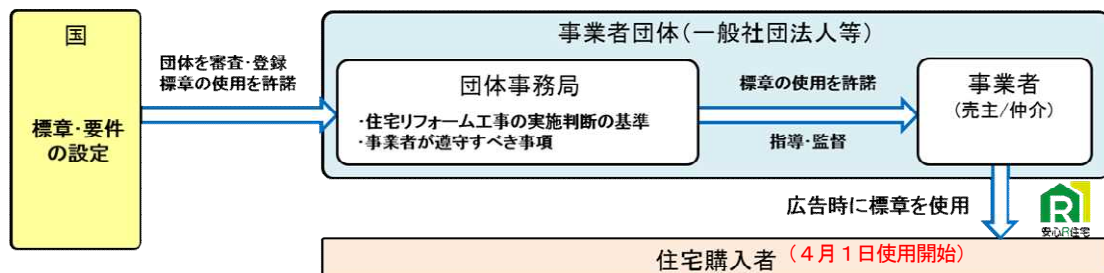 国
標章・要件
の設定
団体を審査・登録
標章の使用を許諾
事業者団体(一般社団法人等)
団体事務局
・住宅リフォーム工事の実施判断の基準
・事業者が遵守すべき事項
標章の使用を許諾
指導・監督
事業者
(売主/仲介)
広告時に標章を使用
R
安心R住宅
住宅購入者(4月1日使用開始)